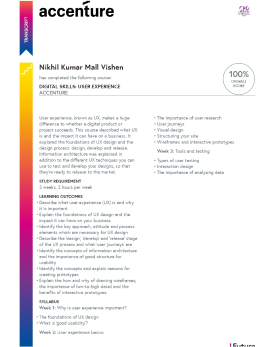 accenture
TRANSCRIPT
Nikhil Kumar Mall Vishen
has completed the following course:
DIGITAL SKILLS: USER EXPERIENCE
ACCENTURE
100%
OVERALL
SCORE
User experience, known as UX, makes a huge
difference to whether a digital product or
project succeeds. This course described what UX
is and the impact it can have on a business. It
explored the foundations of UX design and the
design process: design, develop and release.
Information architecture was explained in
addition to the different UX techniques you can
use to test and develop your designs, so that
they're ready to release to the market.
STUDY REQUIREMENT
3 weeks, 2 hours per week
LEARNING OUTCOMES
• Describe what user experience (UX) is and why
it is important
• Explain the foundations of UX design and the
impact it can have on your business.
• Identify the key approach, attitude and process
elements which are necessary for UX design
• Describe the 'design', 'develop' and 'release' stage
of the UX process and what 'user journeys' are
• Identify the concepts of information architecture
and the importance of good structure for
usability
• Identify the concepts and explain reasons for
creating prototypes
• Explain the how and why of drawing wireframes,
the importance of low-to-high detail and the
benefits of interactive prototypes
SYLLABUS
Week 1: Why is user experience important?
• The foundations of UX design
• What is 'good usability'?
Week 2: User experience basics
• The importance of user research
• User journeys
• Visual design
• Structuring your site
• Wireframes and interactive prototypes
Week 3: Tools and testing
• Types of user testing
• Interaction design
• The importance of analysing data